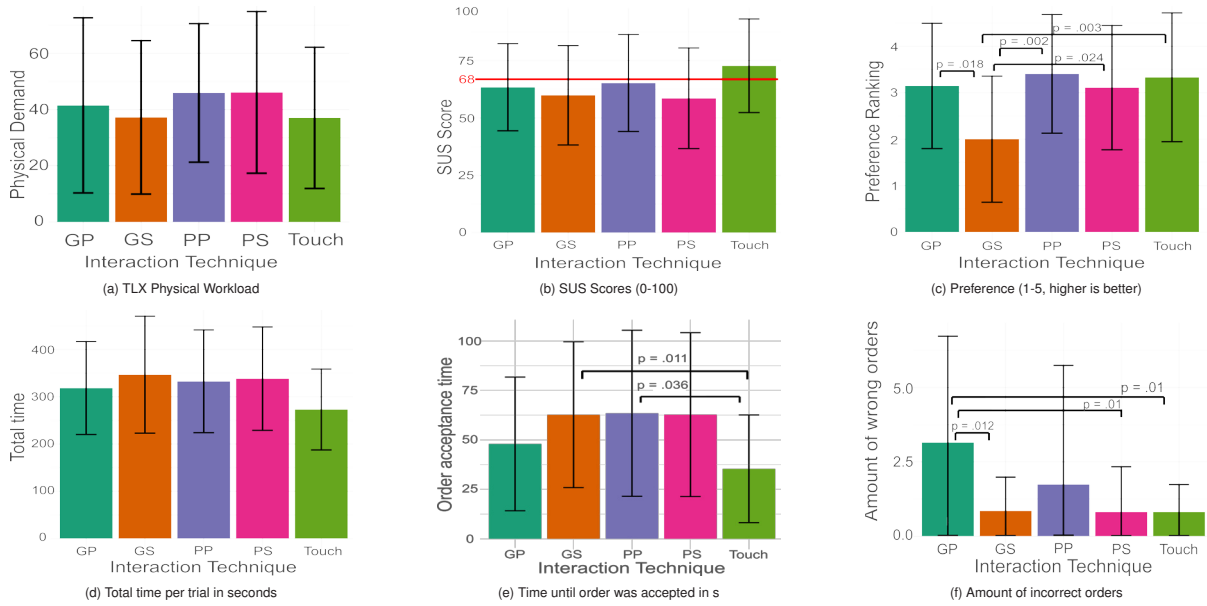 Physical Demand
60
40
20
0
GP GS PP PS Touch
Interaction Technique
(a) TLX Physical Workload
SUS Score
100
75
68
50
25
0
GP GS PP PS Touch
Interaction Technique
(b) SUS Scores (0-100)
Preference Ranking
4
3
2
1
0
p = .003
p = .002
p = .018
p = .024
GP GS PP PS Touch
Interaction Technique
(c) Preference (1-5, higher is better)
Total time
400
300
200
100
0
GP GS PP PS Touch
Interaction Technique
(d) Total time per trial in seconds
Order acceptance time
100
75
50
25
0
p = .011
p = .036
GP GS PP PS Touch
Interaction Technique
(e) Time until order was accepted in s
Amount of wrong orders
5.0
2.5
0.0
p = .01
p = .01
p = .012
GP GS PP PS Touch
Interaction Technique
(f) Amount of incorrect orders